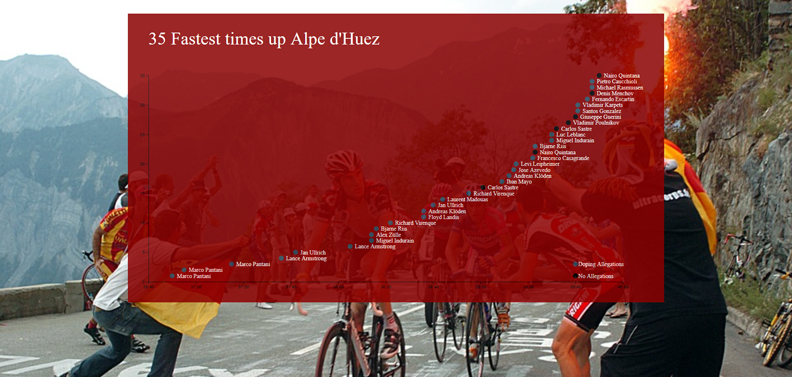 35 Fastest times up Alpe d'Huez
Nairo Quintana
Pietro Caucchioli
Michael Rasmussen
Denis Menchov
Fernando Escartin
Vladimir Karpets
Santos Gonzalez
Giuseppe Guerini
Vladimir Poulnikov
Carlos Sastre
Luc Leblanc
Miguel Indurain
Bjarne Riis
Nairo Quintana
Francesco Casagrande
Levi Leipheimer
Jose Azevedo
Andreas Klöden
Iban Mayo
Carlos Sastre
Richard Virenque
Laurent Madouas
Jan Ullrich
Andreas Klöden
Floyd Landis
Richard Virenque
Bjarne Riis
Alex Zülle
Miguel Indurain
Lance Armstrong
Jan Ullrich
Lance Armstrong
Marco Pantani
Doping Allegations
Marco Pantani
Marco Pantani
No Allegations